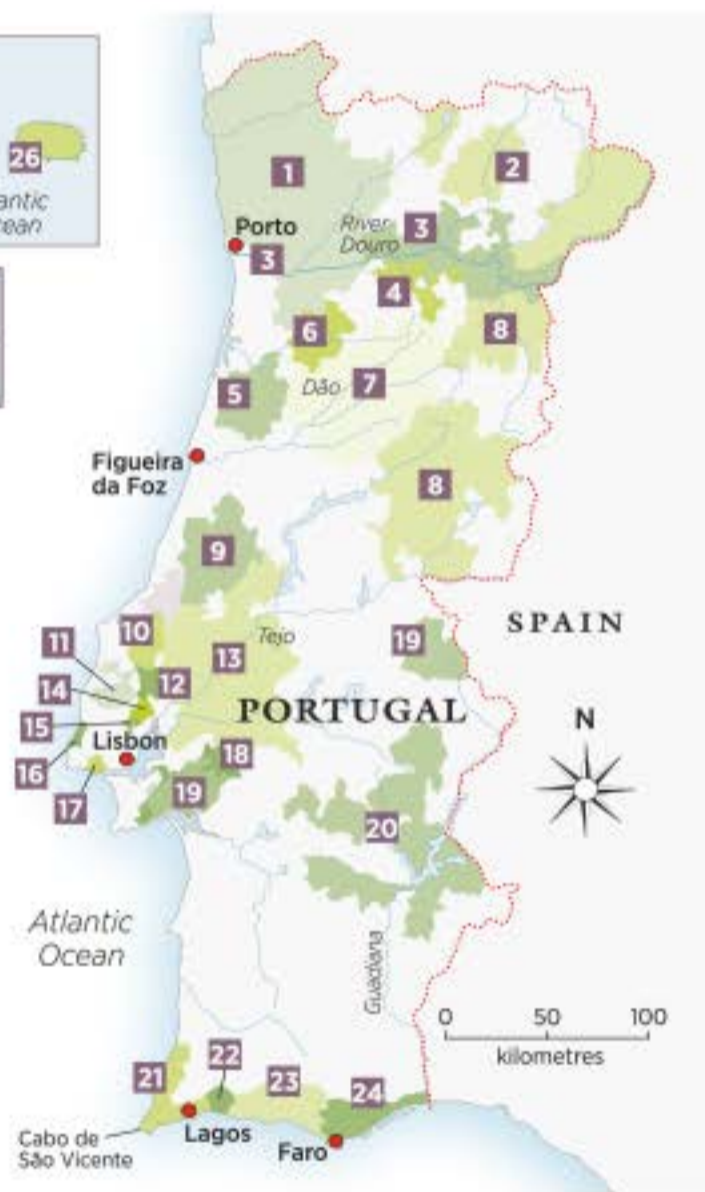 26
antic
ean
1
2
Porto
River
Douro
3
3
4
6
8
5
Dão
7
Figueira
da Foz
8
9
SPAIN
11
10
Tejo
19
13
14
12
PORTUGAL
N
15
Lisbon
16
18
17
19
20
Atlantic
Ocean
Guadiana
0 50 100
kilometres
21
22
23
24
Lagos
Cabo de
São Vicente
Faro